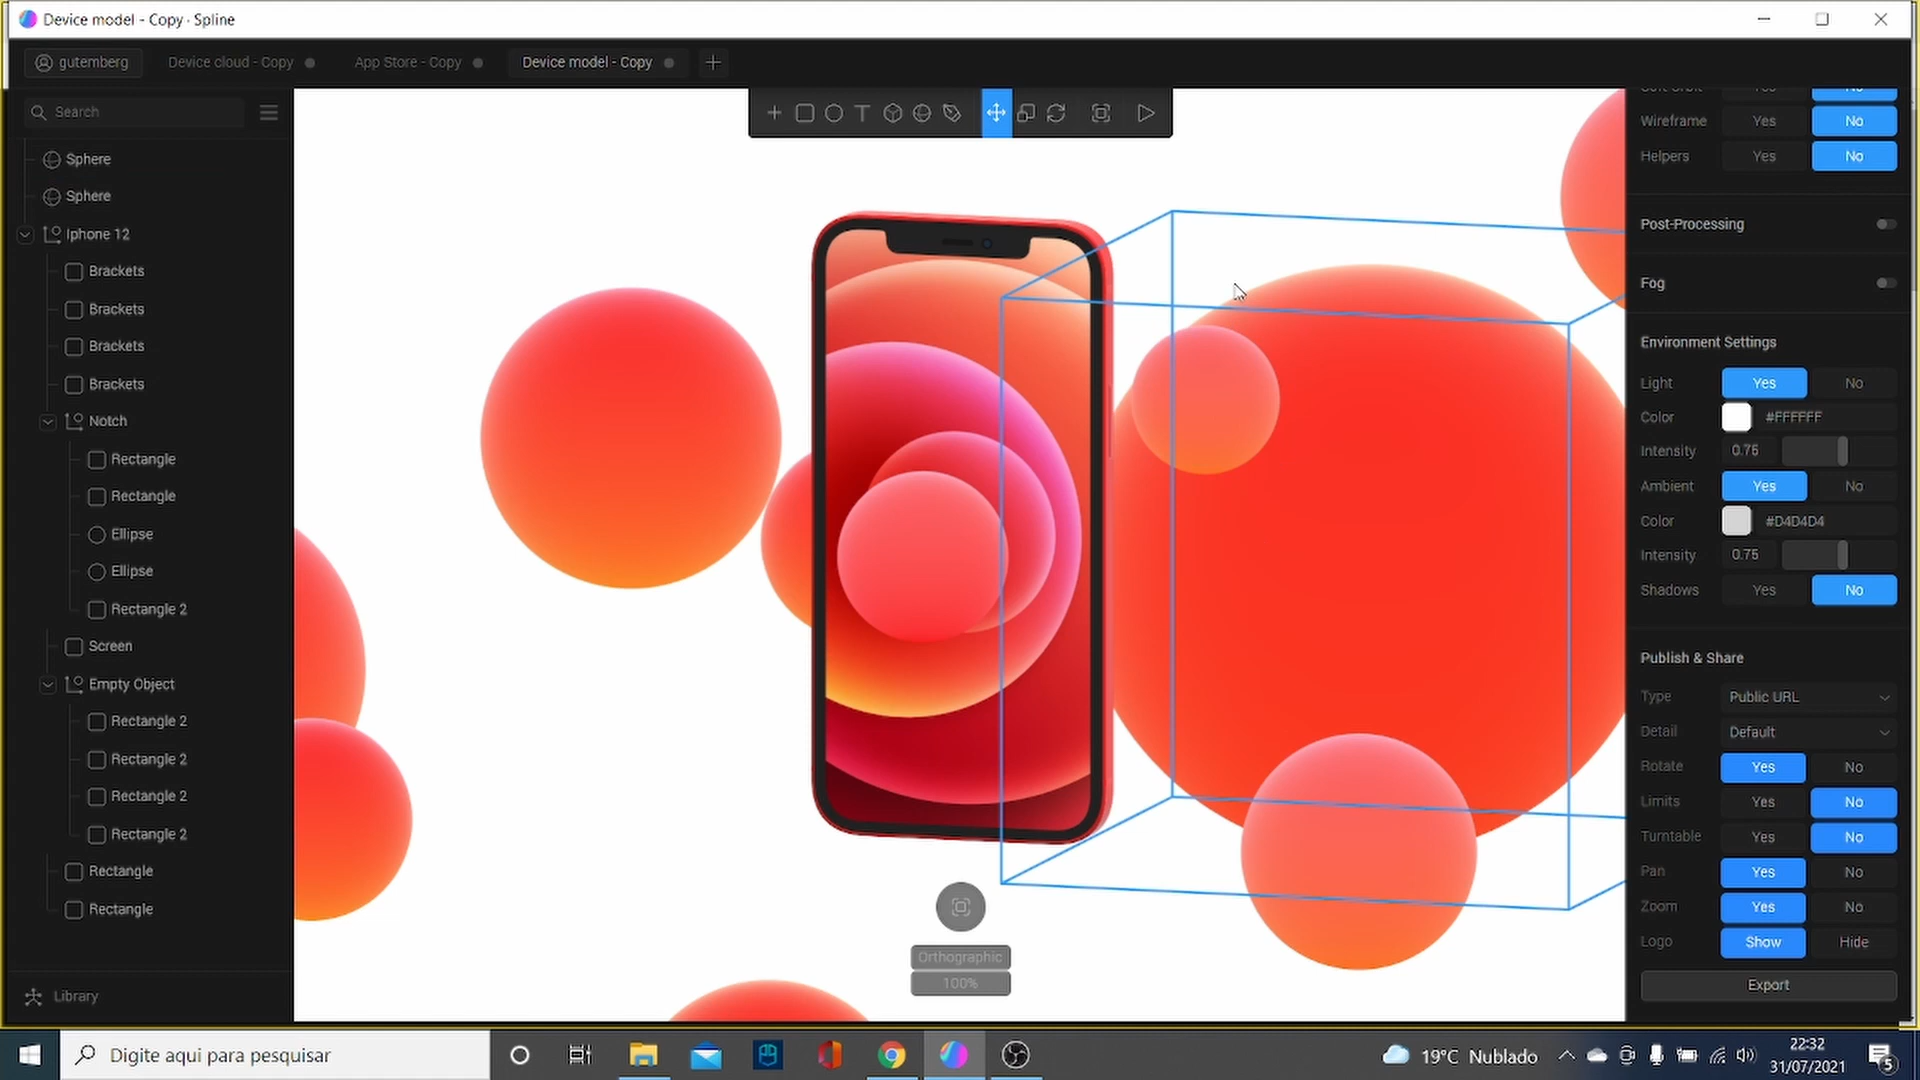 Device model - Copy · Spline
gutemberg
Device cloud - Copy
App Store - Copy
Device model - Copy
Search
Sphere
Sphere
Iphone 12
Brackets
Brackets
Brackets
Brackets
Notch
Rectangle
Rectangle
Ellipse
Ellipse
Rectangle 2
Screen
Empty Object
Rectangle 2
Rectangle 2
Rectangle 2
Rectangle 2
Rectangle
Rectangle
Library
Orthographic
100%
Wireframe Yes No
Helpers Yes No
Post-Processing
Fog
Environment Settings
Light Yes No
Color #FFFFFF
Intensity 0.75
Ambient Yes No
Color #D4D4D4
Intensity 0.75
Shadows Yes No
Publish & Share
Type Public URL
Detail Default
Rotate Yes No
Limits Yes No
Turntable Yes No
Pan Yes No
Zoom Yes No
Logo Show Hide
Export
Digite aqui para pesquisar
19°C Nublado
22:32
31/07/2021
5